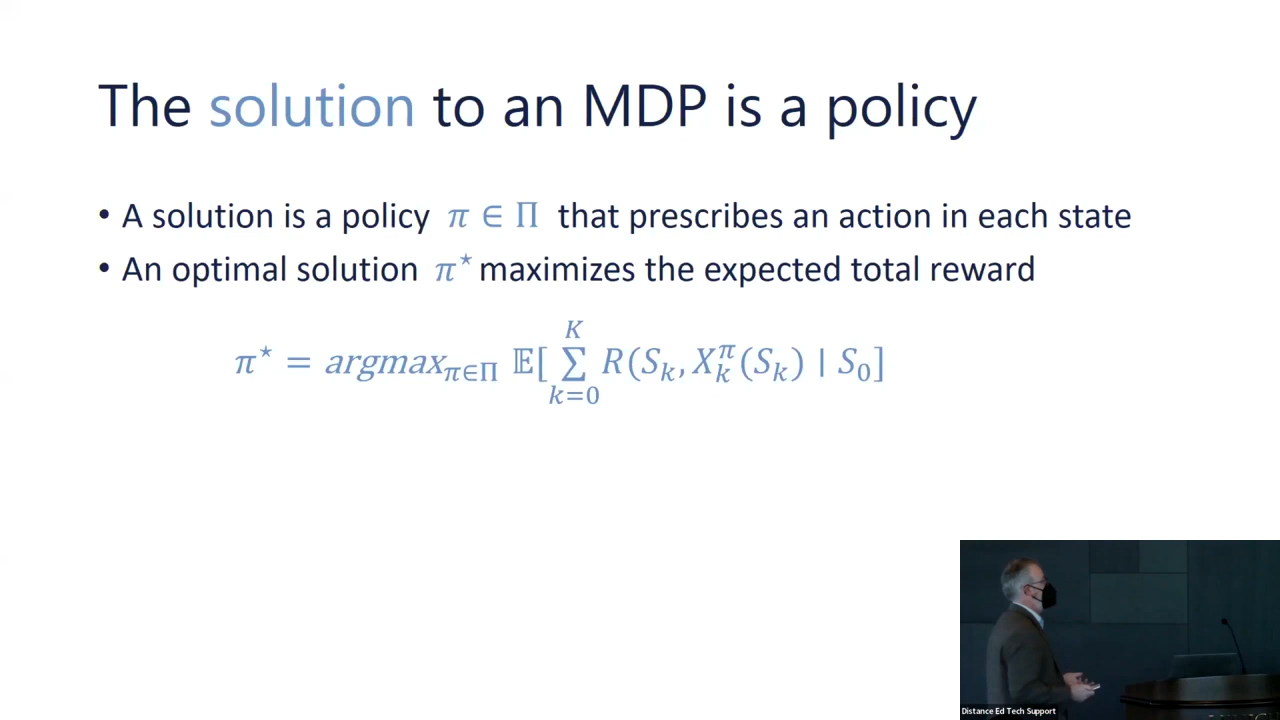 The solution to an MDP is a policy
• A solution is a policy π ∈ Π that prescribes an action in each state
• An optimal solution π⋆ maximizes the expected total reward
π⋆ = argmax_{π∈Π} 𝔼[ ∑_{k=0}^{K} R(S_k, X_k^π(S_k) | S_0]
Distance Ed Tech Support